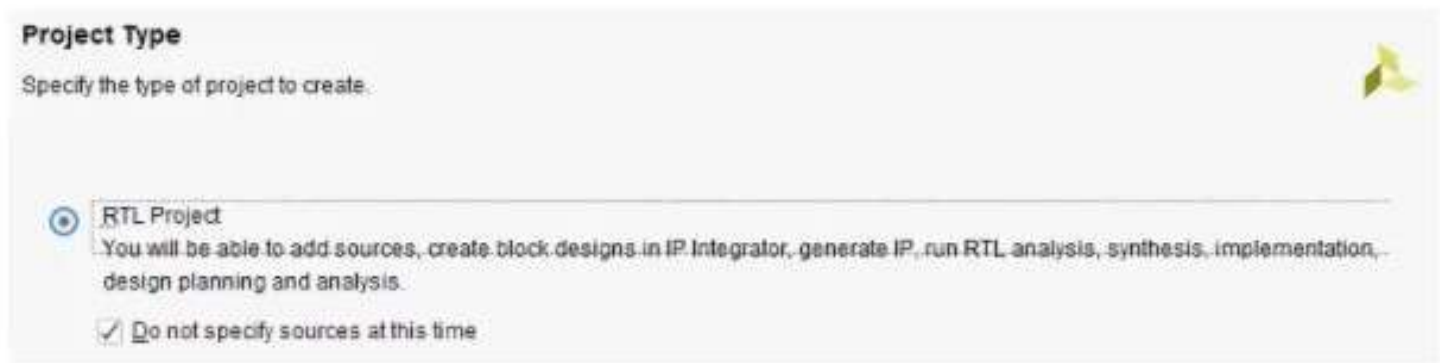 Project Type
Specify the type of project to create.
RTL Project
You will be able to add sources, create block designs in IP Integrator, generate IP, run RTL analysis, synthesis, implementation,
design planning and analysis.
Do not specify sources at this time